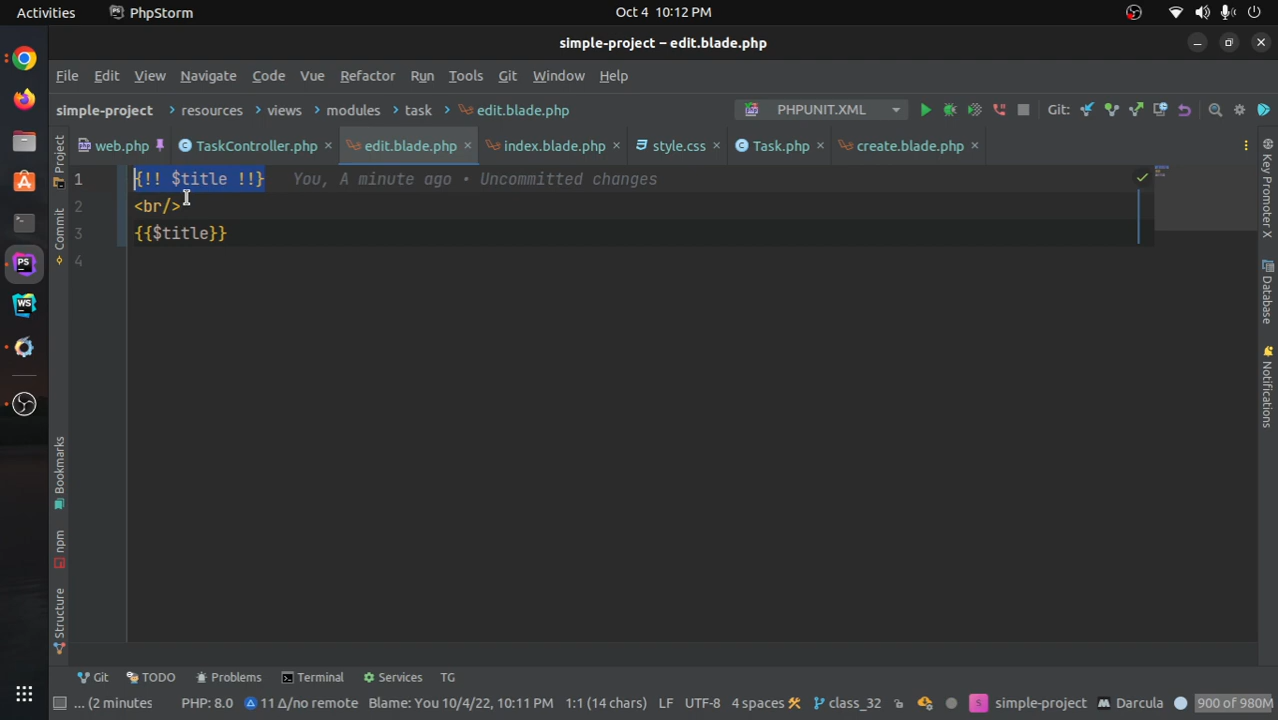 Activities PhpStorm Oct 4 10:12 PM
simple-project – edit.blade.php
File Edit View Navigate Code Vue Refactor Run Tools Git Window Help
simple-project resources views modules task edit.blade.php PHPUNIT.XML Git:
web.php TaskController.php edit.blade.php index.blade.php style.css Task.php create.blade.php
1 {!! $title !!} You, A minute ago • Uncommitted changes
2 <br/>
3 {{$title}}
4
Project
Commit
Bookmarks
npm
Structure
Key Promoter X
Database
Notifications
Git TODO Problems Terminal Services TG
... (2 minutes PHP: 8.0 11 Δ/no remote Blame: You 10/4/22, 10:11 PM 1:1 (14 chars) LF UTF-8 4 spaces class_32 S simple-project Darcula 900 of 980M